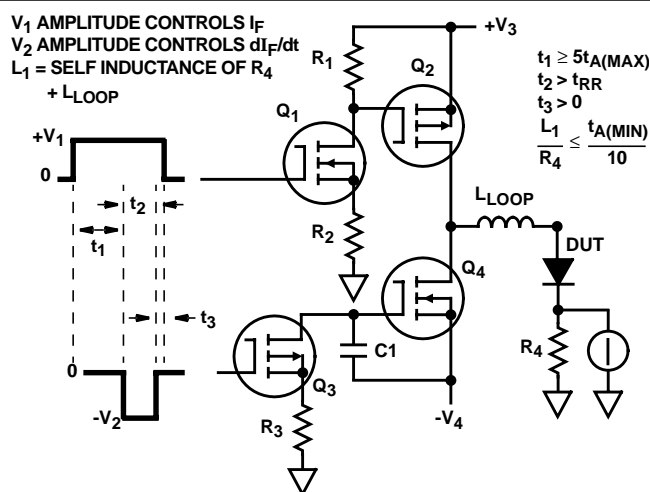 V1 AMPLITUDE CONTROLS IF
V2 AMPLITUDE CONTROLS dIF/dt
L1 = SELF INDUCTANCE OF R4
+ LLOOP
+V3
R1
Q2
t1 ≥ 5tA(MAX)
t2 > tRR
t3 > 0
L1/R4 ≤ tA(MIN)/10
Q1
+V1
0
t2
t1
R2
LLOOP
DUT
Q4
t3
0
C1
R4
Q3
-V2
R3
-V4